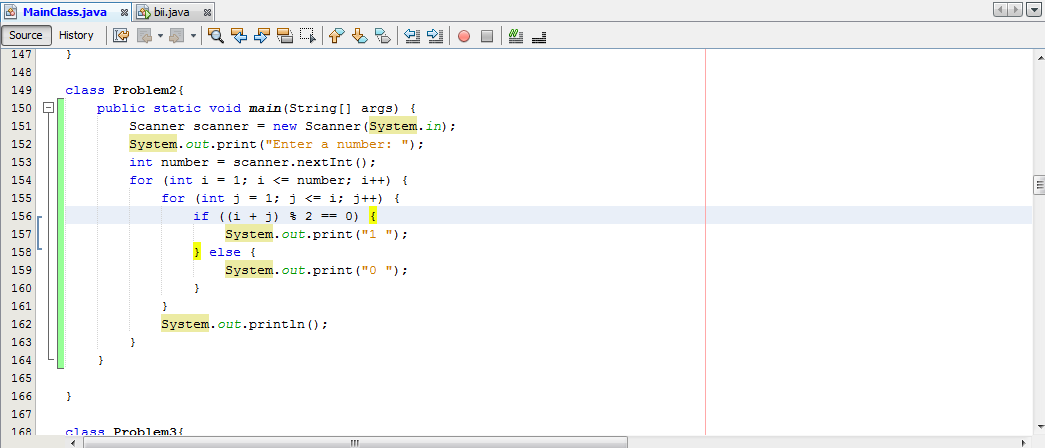 MainClass.java bii.java
Source History
147 }
148
149 class Problem2{
150 public static void main(String[] args) {
151 Scanner scanner = new Scanner(System.in);
152 System.out.print("Enter a number: ");
153 int number = scanner.nextInt();
154 for (int i = 1; i <= number; i++) {
155 for (int j = 1; j <= i; j++) {
156 if ((i + j) % 2 == 0) {
157 System.out.print("1 ");
158 } else {
159 System.out.print("0 ");
160 }
161 }
162 System.out.println();
163 }
164 }
165
166 }
167
168 class Problem3{